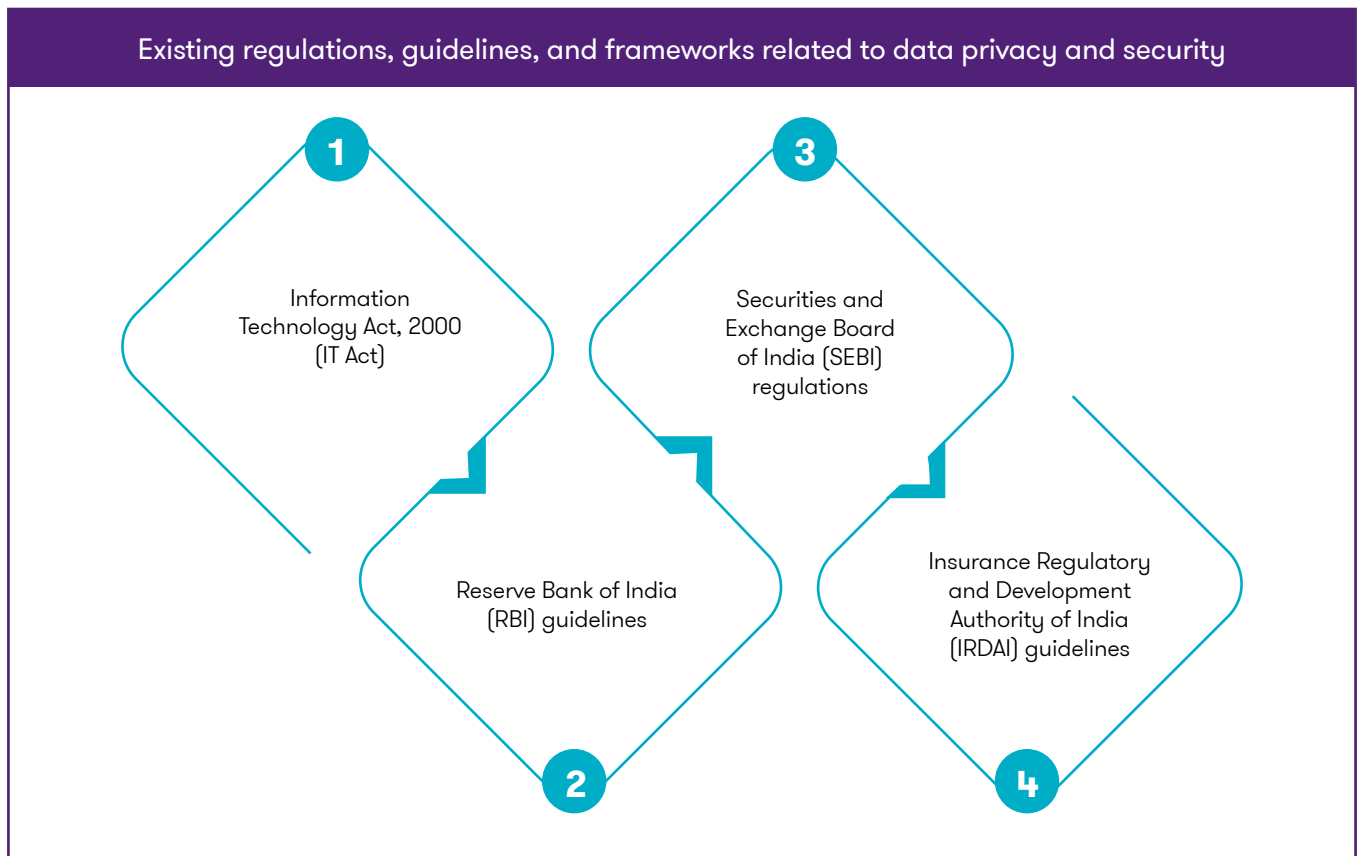 Existing regulations, guidelines, and frameworks related to data privacy and security
1
Information
Technology Act, 2000
(IT Act)
2
Reserve Bank of India
(RBI) guidelines
3
Securities and
Exchange Board
of India (SEBI)
regulations
4
Insurance Regulatory
and Development
Authority of India
(IRDAI) guidelines